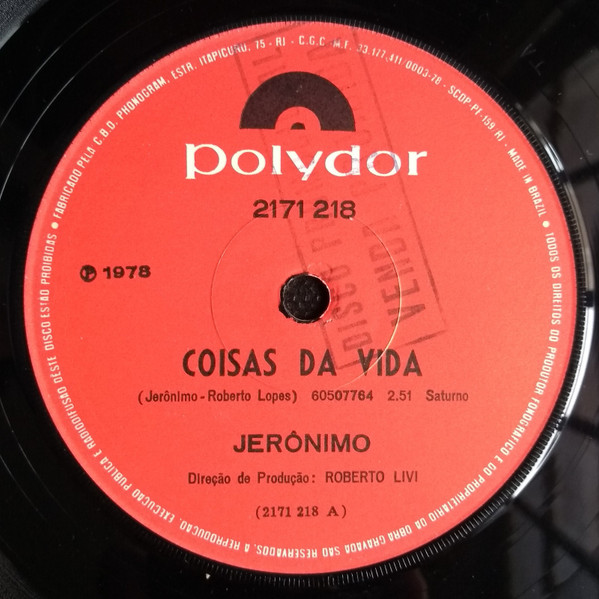 ● FABRICADO PELA C.B.D. PHONOGRAM, ESTR. ITAPICURU, 75 - RJ - C.G.C.-M.F. 33.177.411/0003-78 - SCDP PT-159 RJ - MADE IN BRAZIL ● TODOS OS DIREITOS DO PRODUTOR FONOGRÁFICO E DO PROPRIETÁRIO DA OBRA GRAVADA SÃO RESERVADOS. A REPRODUÇÃO, EXECUÇÃO PÚBLICA E RADIODIFUSÃO DESTE DISCO ESTÃO PROIBIDAS
polydor
2171 218
DISCO
VENDA
℗ 1978
COISAS DA VIDA
(Jerônimo - Roberto Lopes) 60507764 2.51 Saturno
JERÔNIMO
Direção de Produção: ROBERTO LIVI
(2171 218 A)